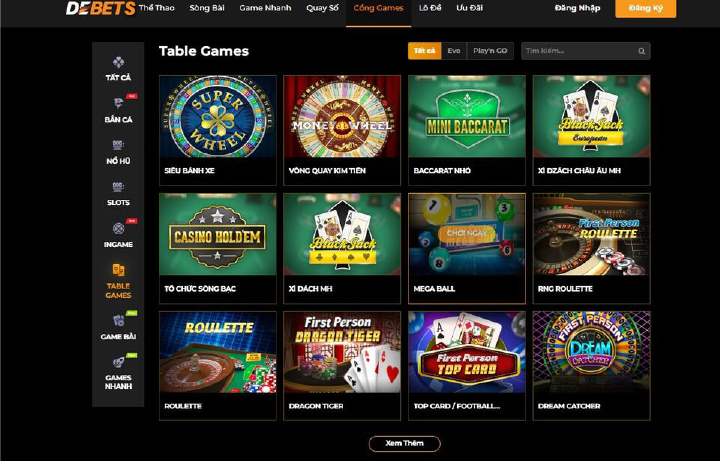 DEBETS Thể Thao Sòng Bài Game Nhanh Quay Số Cổng Games Lô Đề Ưu Đãi Đăng Nhập Đăng Ký
Table Games Tất cả Evo Play'n GO Tìm kiếm...
TẤT CẢ
BẮN CÁ
NỔ HŨ
SLOTS
INGAME
TABLE
GAMES
GAME BÀI
GAMES
NHANH
SUPER
WHEEL
SIÊU BÁNH XE
MONEY WHEEL
VÒNG QUAY KIM TIỀN
MINI BACCARAT
BACCARAT NHỎ
BlackJack
European
XÌ DZÁCH CHÂU ÂU MH
CASINO HOLD'EM
TỔ CHỨC SÒNG BẠC
BlackJack
XÌ DÁCH MH
CHƠI NGAY
MEGA BALL
First Person
ROULETTE
RNG ROULETTE
ROULETTE
ROULETTE
First Person
DRAGON TIGER
DRAGON TIGER
First Person
TOP CARD
TOP CARD / FOOTBALL...
FIRST PERSON
DREAM
CATCHER
DREAM CATCHER
Xem Thêm